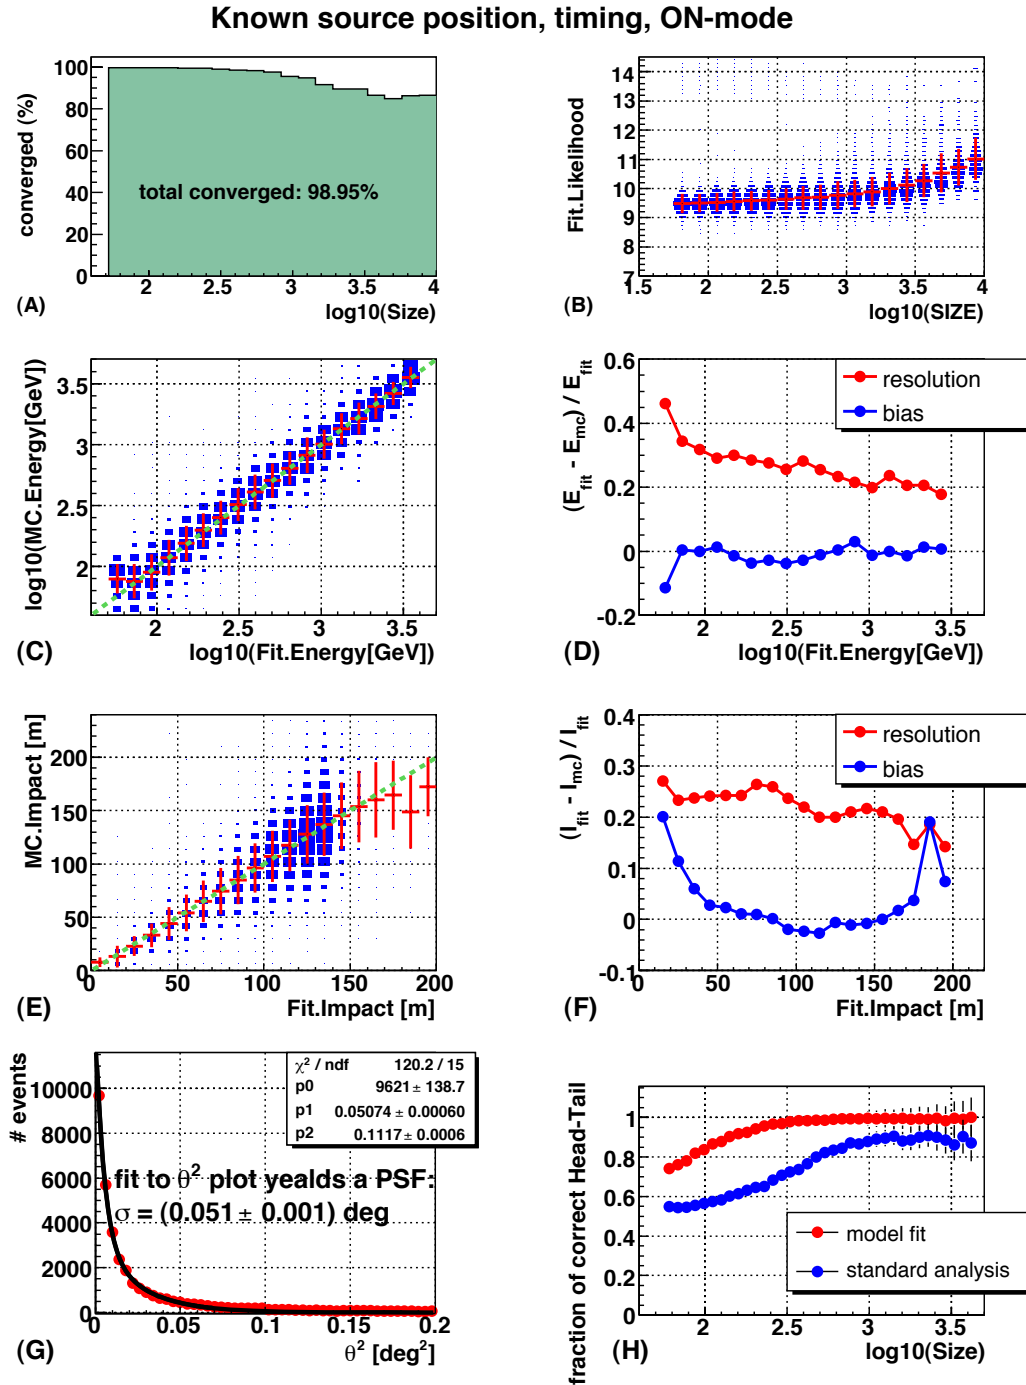 Known source position, timing, ON-mode
converged (%)
100
80
60
40
20
0
total converged: 98.95%
2
2.5
3
3.5
4
log10(Size)
(A)
Fit.Likelihood
14
13
12
11
10
9
8
7
1.5
2
2.5
3
3.5
4
log10(SIZE)
(B)
log10(MC.Energy[GeV])
3.5
3
2.5
2
2
2.5
3
3.5
log10(Fit.Energy[GeV])
(C)
(E_fit - E_mc) / E_fit
0.6
0.4
0.2
0
-0.2
resolution
bias
2
2.5
3
3.5
log10(Fit.Energy[GeV])
(D)
MC.Impact [m]
200
150
100
50
0
0
50
100
150
200
Fit.Impact [m]
(E)
(I_fit - I_mc) / I_fit
0.4
0.3
0.2
0.1
0
-0.1
resolution
bias
0
50
100
150
200
Fit.Impact [m]
(F)
# events
10000
8000
6000
4000
2000
0
χ² / ndf 120.2 / 15
p0 9621 ± 138.7
p1 0.05074 ± 0.00060
p2 0.1117 ± 0.0006
fit to θ² plot yealds a PSF:
σ = (0.051 ± 0.001) deg
0
0.05
0.1
0.15
0.2
θ² [deg²]
(G)
fraction of correct Head-Tail
1
0.8
0.6
0.4
0.2
0
model fit
standard analysis
2
2.5
3
3.5
log10(Size)
(H)